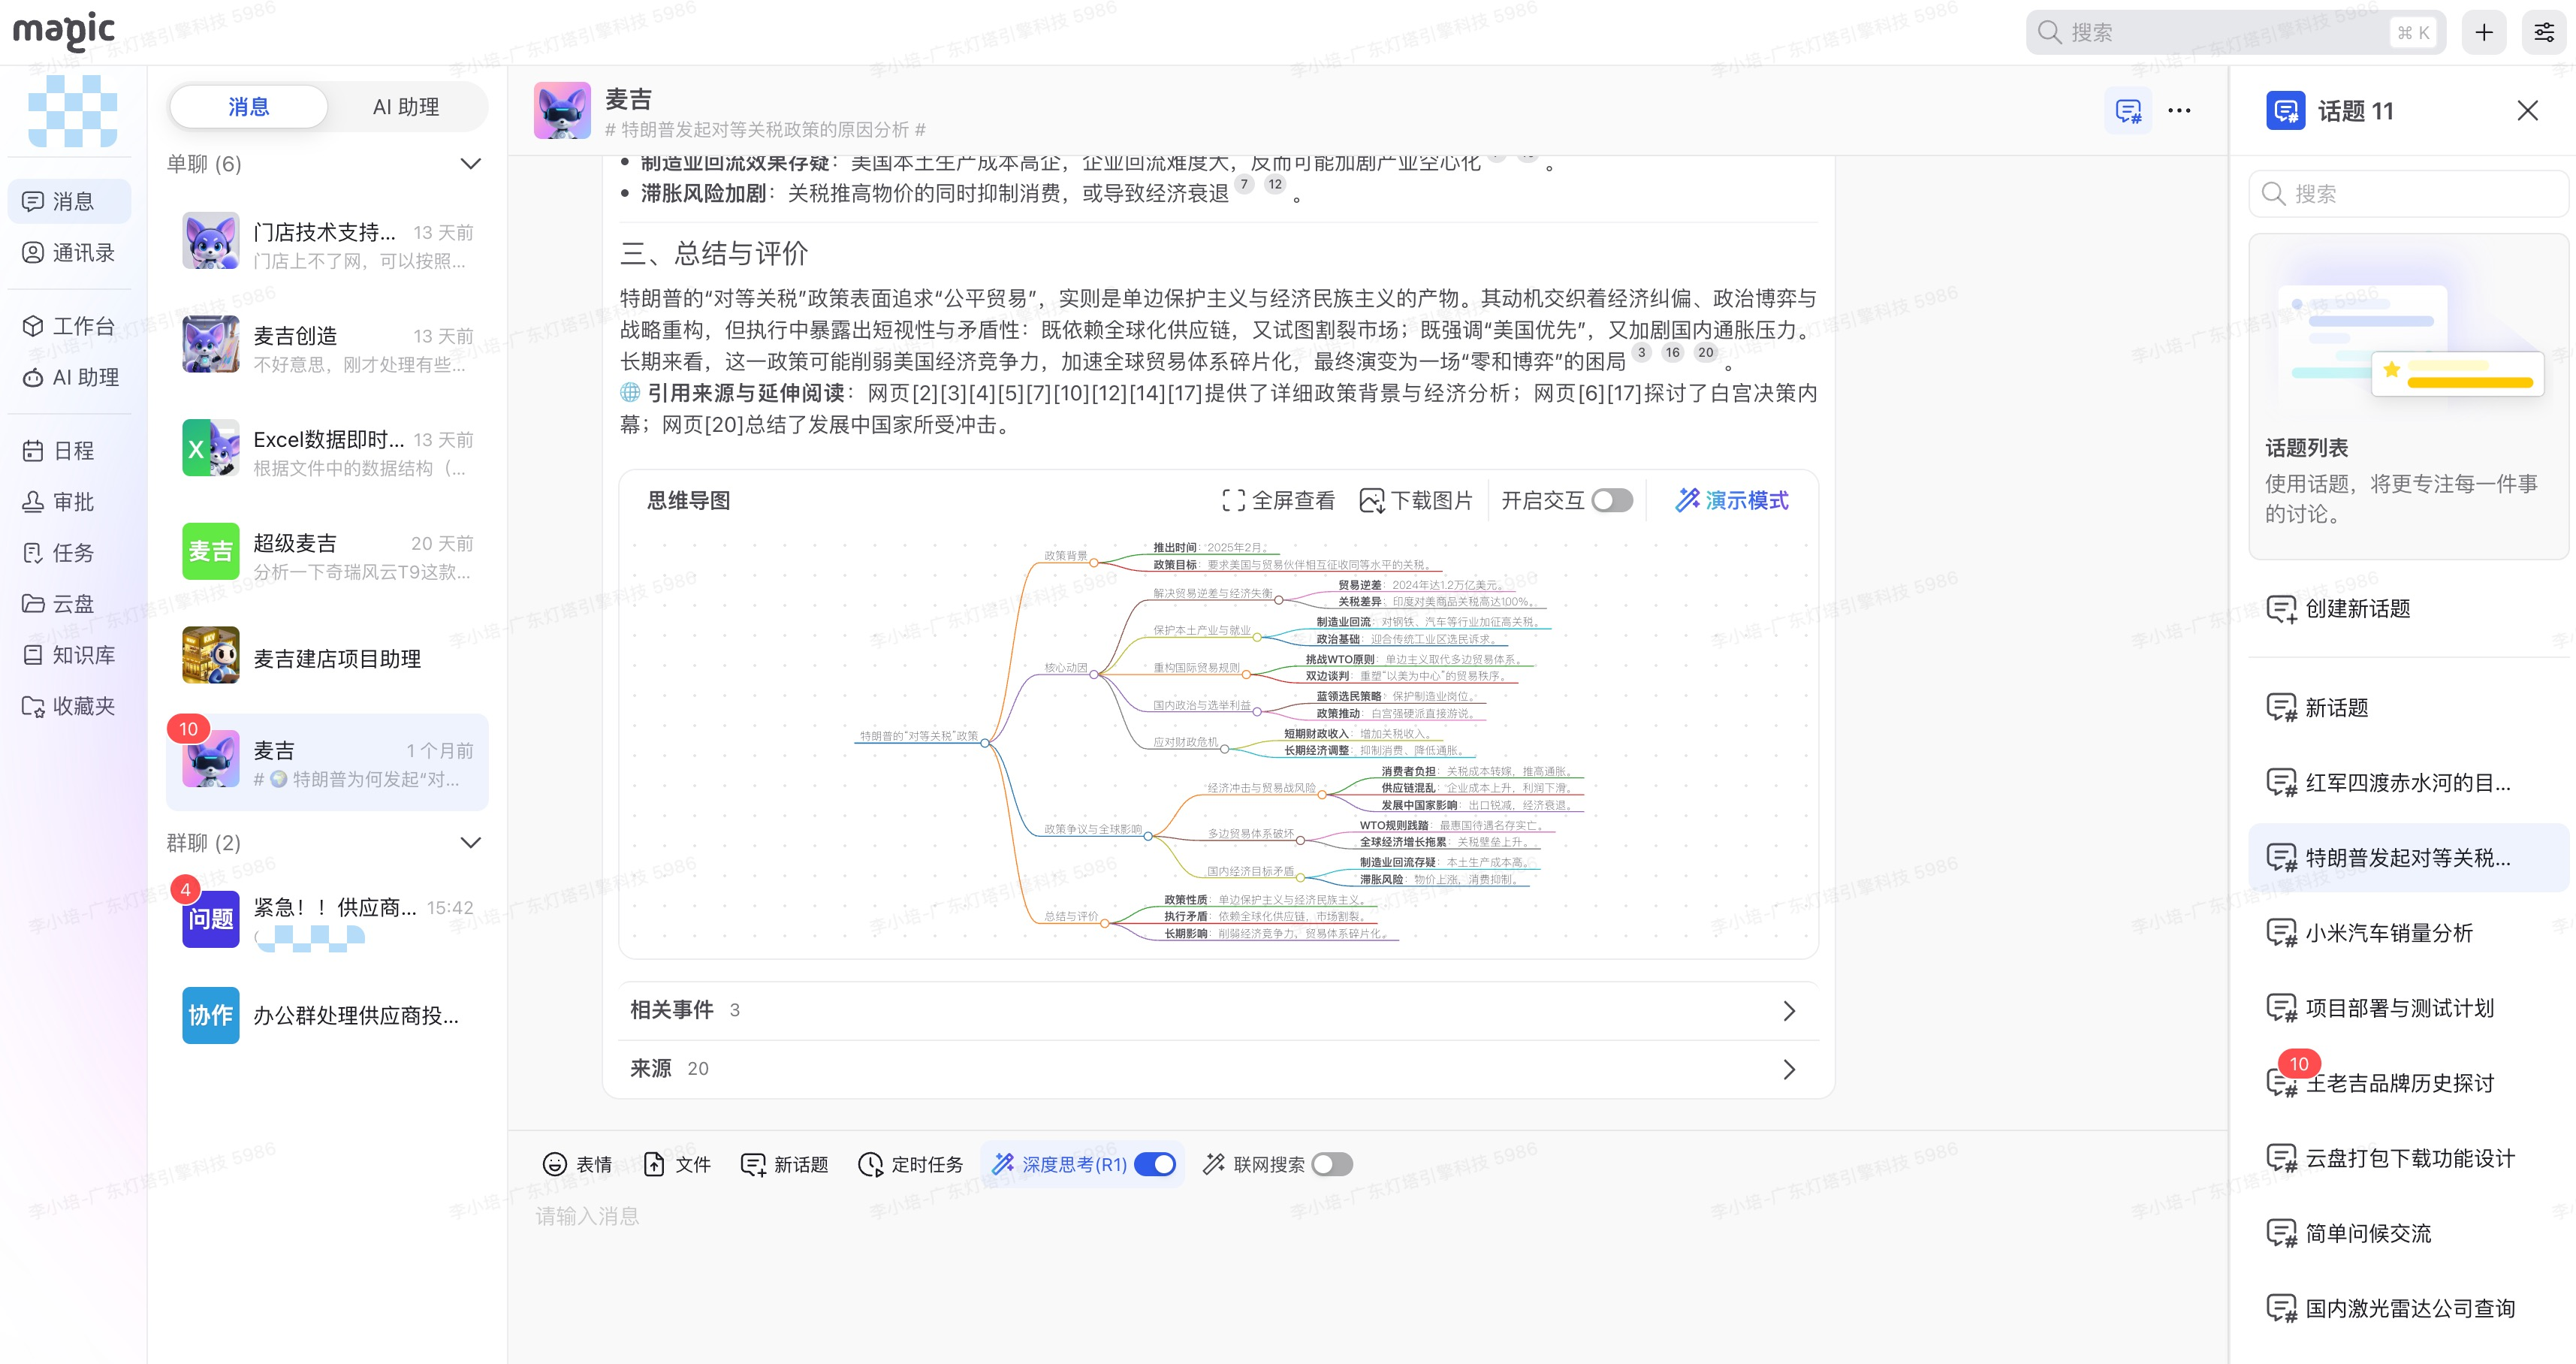 magic
搜索
⌘ K
消息
AI 助理
单聊 (6)
消息
通讯录
工作台
AI 助理
日程
审批
任务
云盘
知识库
收藏夹
门店技术支持... 13 天前
门店上不了网，可以按照...
麦吉创造 13 天前
不好意思，刚才处理有些...
Excel数据即时... 13 天前
根据文件中的数据结构（...
麦吉
超级麦吉 20 天前
分析一下奇瑞风云T9这款...
麦吉建店项目助理
10
麦吉 1 个月前
# 🌍 特朗普为何发起“对...
群聊 (2)
4
问题
紧急！！供应商... 15:42
协作
办公群处理供应商投...
麦吉
# 特朗普发起对等关税政策的原因分析 #
• 制造业回流效果存疑：美国本土生产成本高企，企业回流难度大，反而可能加剧产业空心化。
• 滞胀风险加剧：关税推高物价的同时抑制消费，或导致经济衰退 7 12 。
三、总结与评价
特朗普的“对等关税”政策表面追求“公平贸易”，实则是单边保护主义与经济民族主义的产物。其动机交织着经济纠偏、政治博弈与
战略重构，但执行中暴露出短视性与矛盾性：既依赖全球化供应链，又试图割裂市场；既强调“美国优先”，又加剧国内通胀压力。
长期来看，这一政策可能削弱美国经济竞争力，加速全球贸易体系碎片化，最终演变为一场“零和博弈”的困局 3 16 20 。
🌐 引用来源与延伸阅读：网页[2][3][4][5][7][10][12][14][17]提供了详细政策背景与经济分析；网页[6][17]探讨了白宫决策内
幕；网页[20]总结了发展中国家所受冲击。
思维导图
全屏查看
下载图片
开启交互
演示模式
特朗普的“对等关税”政策
政策背景
推出时间：2025年2月。
政策目标：要求美国与贸易伙伴相互征收同等水平的关税。
核心动因
解决贸易逆差与经济失衡
贸易逆差：2024年达1.2万亿美元。
关税差异：印度对美商品关税高达100%。
保护本土产业与就业
制造业回流：对钢铁、汽车等行业加征高关税。
政治基础：迎合传统工业区选民诉求。
重构国际贸易规则
挑战WTO原则：单边主义取代多边贸易体系。
双边谈判：重塑“以美为中心”的贸易秩序。
国内政治与选举利益
蓝领选民策略：保护制造业岗位。
政策推动：白宫强硬派直接游说。
应对财政危机
短期财政收入：增加关税收入。
长期经济调整：抑制消费、降低通胀。
政策争议与全球影响
经济冲击与贸易战风险
消费者负担：关税成本转嫁，推高通胀。
供应链混乱：企业成本上升，利润下滑。
发展中国家影响：出口锐减，经济衰退。
多边贸易体系破坏
WTO规则践踏：最惠国待遇名存实亡。
全球经济增长拖累：关税壁垒上升。
国内经济目标矛盾
制造业回流存疑：本土生产成本高。
滞胀风险：物价上涨，消费抑制。
总结与评价
政策性质：单边保护主义与经济民族主义。
执行矛盾：依赖全球化供应链，市场割裂。
长期影响：削弱经济竞争力，贸易体系碎片化。
相关事件 3
来源 20
表情
文件
新话题
定时任务
深度思考(R1)
联网搜索
请输入消息
话题 11
搜索
话题列表
使用话题，将更专注每一件事
的讨论。
创建新话题
新话题
红军四渡赤水河的目...
特朗普发起对等关税...
小米汽车销量分析
项目部署与测试计划
10
王老吉品牌历史探讨
云盘打包下载功能设计
简单问候交流
国内激光雷达公司查询
李小培-广东灯塔引擎科技 5986